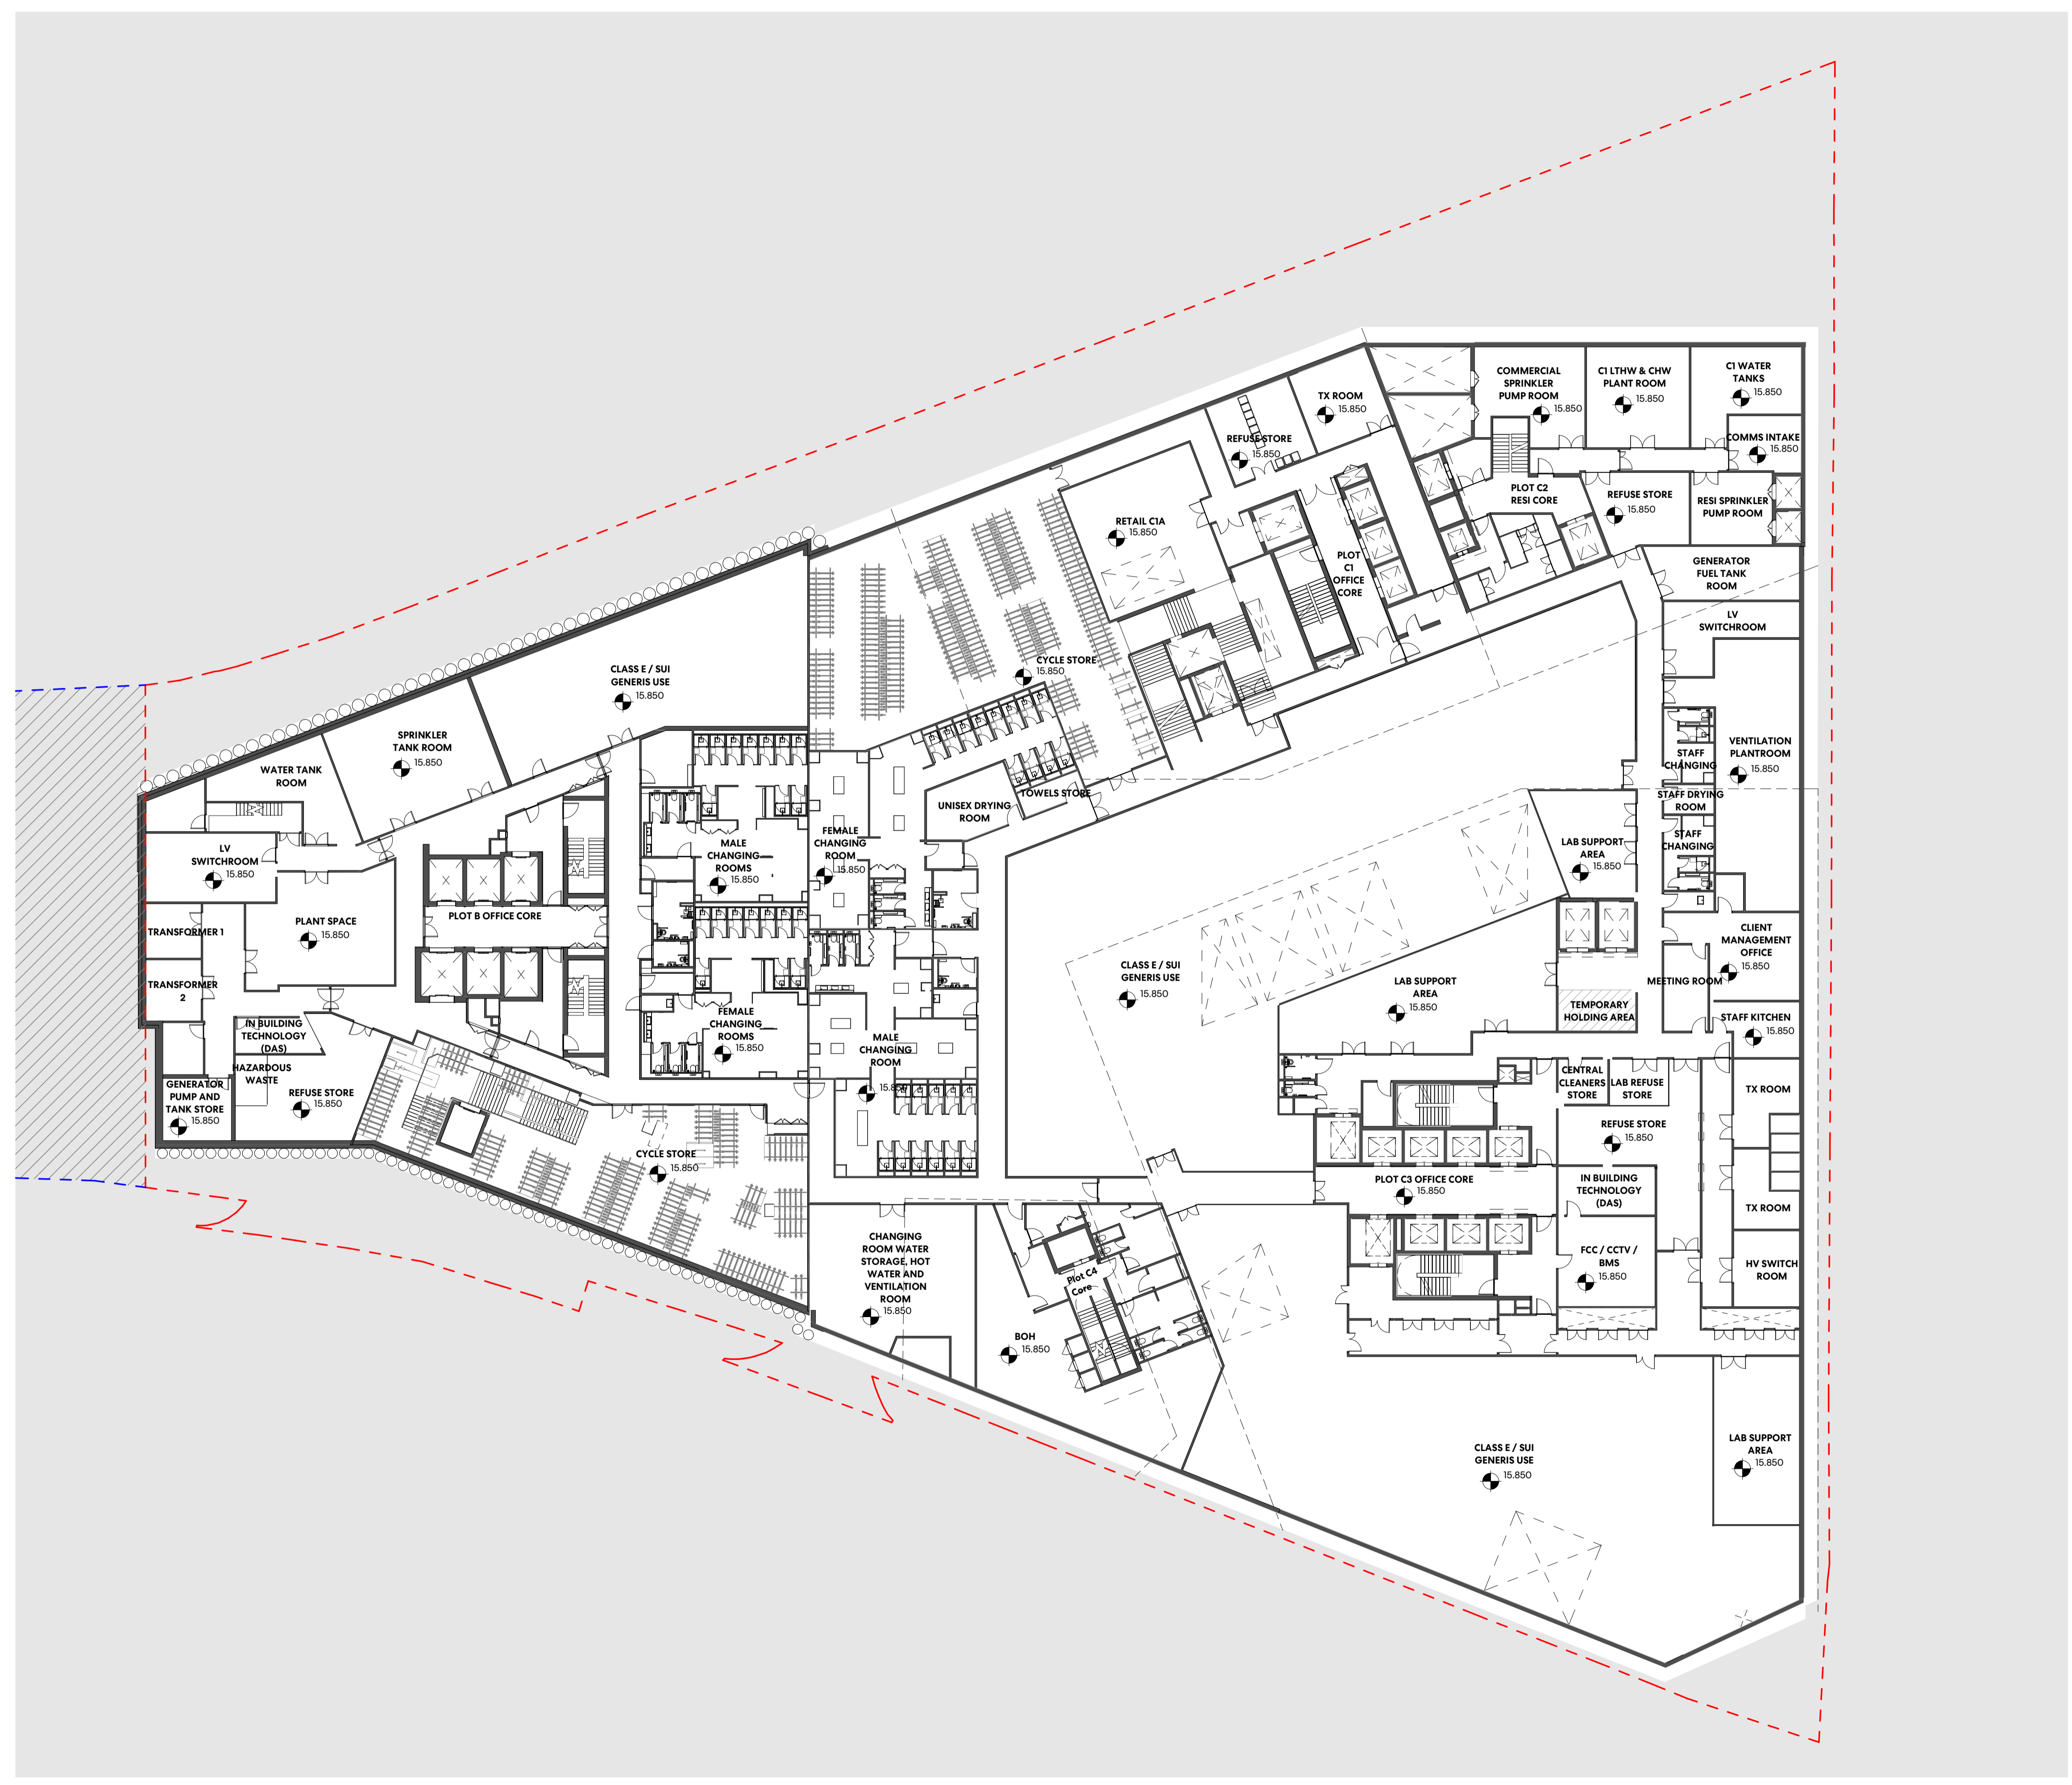 COMMERCIAL
SPRINKLER
PUMP ROOM
15.850
C1 LTHW & CHW
PLANT ROOM
15.850
C1 WATER
TANKS
15.850
TX ROOM
15.850
REFUSE STORE
15.850
COMMS INTAKE
15.850
PLOT C2
RESI CORE
REFUSE STORE
15.850
RESI SPRINKLER
PUMP ROOM
RETAIL C1A
15.850
PLOT
C1
OFFICE
CORE
GENERATOR
FUEL TANK
ROOM
LV
SWITCHROOM
CYCLE STORE
15.850
CLASS E / SUI
GENERIS USE
15.850
SPRINKLER
TANK ROOM
15.850
WATER TANK
ROOM
STAFF
CHANGING
VENTILATION
PLANTROOM
15.850
STAFF DRYING
ROOM
STAFF
CHANGING
TOWELS STORE
UNISEX DRYING
ROOM
LV
SWITCHROOM
15.850
MALE
CHANGING
ROOMS
15.850
FEMALE
CHANGING
ROOM
15.850
LAB SUPPORT
AREA
15.850
TRANSFORMER 1
PLANT SPACE
15.850
PLOT B OFFICE CORE
CLIENT
MANAGEMENT
OFFICE
15.850
CLASS E / SUI
GENERIS USE
15.850
LAB SUPPORT
AREA
15.850
MEETING ROOM
TRANSFORMER
2
TEMPORARY
HOLDING AREA
STAFF KITCHEN
15.850
IN BUILDING
TECHNOLOGY
(DAS)
FEMALE
CHANGING
ROOMS
15.850
MALE
CHANGING
ROOM
15.850
HAZARDOUS
WASTE
GENERATOR
PUMP AND
TANK STORE
15.850
REFUSE STORE
15.850
CENTRAL
CLEANERS
STORE
LAB REFUSE
STORE
TX ROOM
REFUSE STORE
15.850
CYCLE STORE
15.850
PLOT C3 OFFICE CORE
15.850
IN BUILDING
TECHNOLOGY
(DAS)
TX ROOM
CHANGING
ROOM WATER
STORAGE, HOT
WATER AND
VENTILATION
ROOM
15.850
Plot C4
Core
FCC / CCTV /
BMS
15.850
HV SWITCH
ROOM
BOH
15.850
CLASS E / SUI
GENERIS USE
15.850
LAB SUPPORT
AREA
15.850